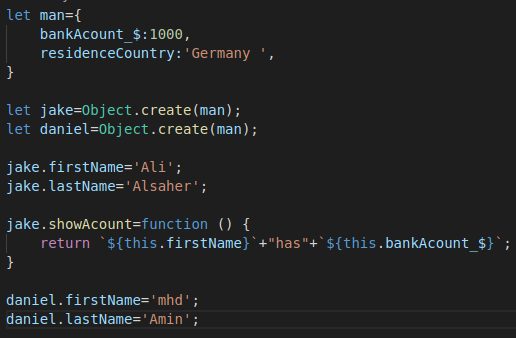 let man={
    bankAcount_$:1000,
    residenceCountry:'Germany ',
}

let jake=Object.create(man);
let daniel=Object.create(man);

jake.firstName='Ali';
jake.lastName='Alsaher';

jake.showAcount=function () {
    return `${this.firstName}`+"has"+`${this.bankAcount_$}`;
}

daniel.firstName='mhd';
daniel.lastName='Amin';